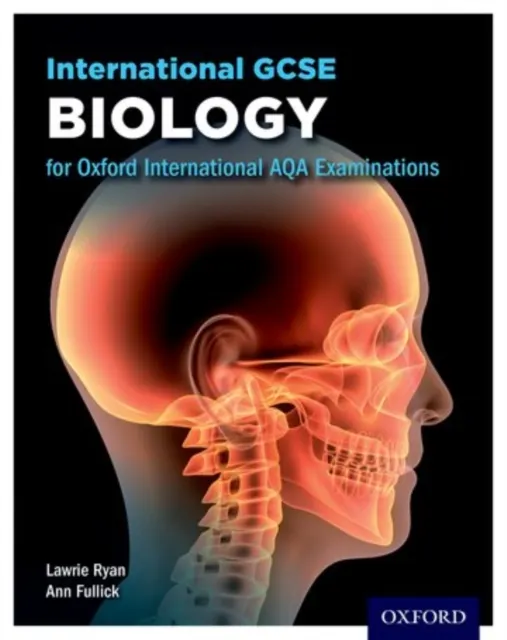 International GCSE
BIOLOGY
for Oxford International AQA Examinations
Lawrie Ryan
Ann Fullick
OXFORD